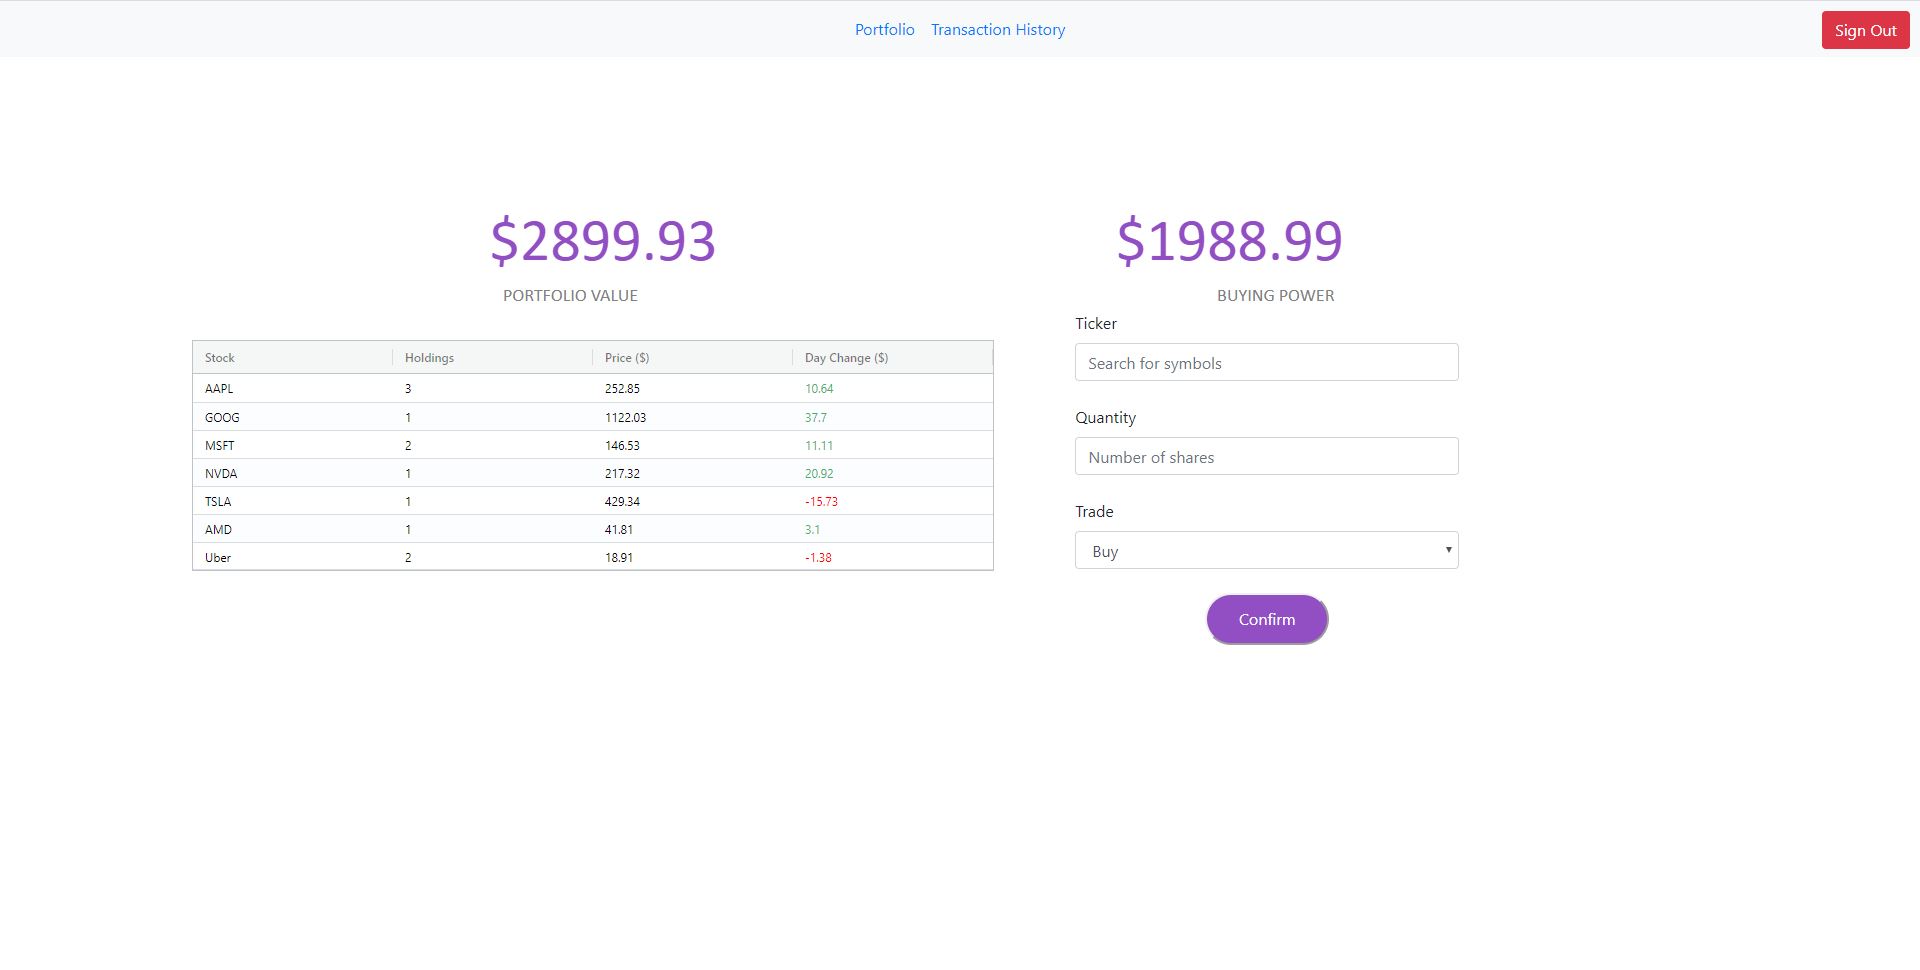 Portfolio Transaction History Sign Out
$2899.93 $1988.99
PORTFOLIO VALUE BUYING POWER
Ticker
Search for symbols
Stock Holdings Price ($) Day Change ($)
AAPL 3 252.85 10.64
GOOG 1 1122.03 37.7
MSFT 2 146.53 11.11
NVDA 1 217.32 20.92
TSLA 1 429.34 -15.73
AMD 1 41.81 3.1
Uber 2 18.91 -1.38
Quantity
Number of shares
Trade
Buy
Confirm